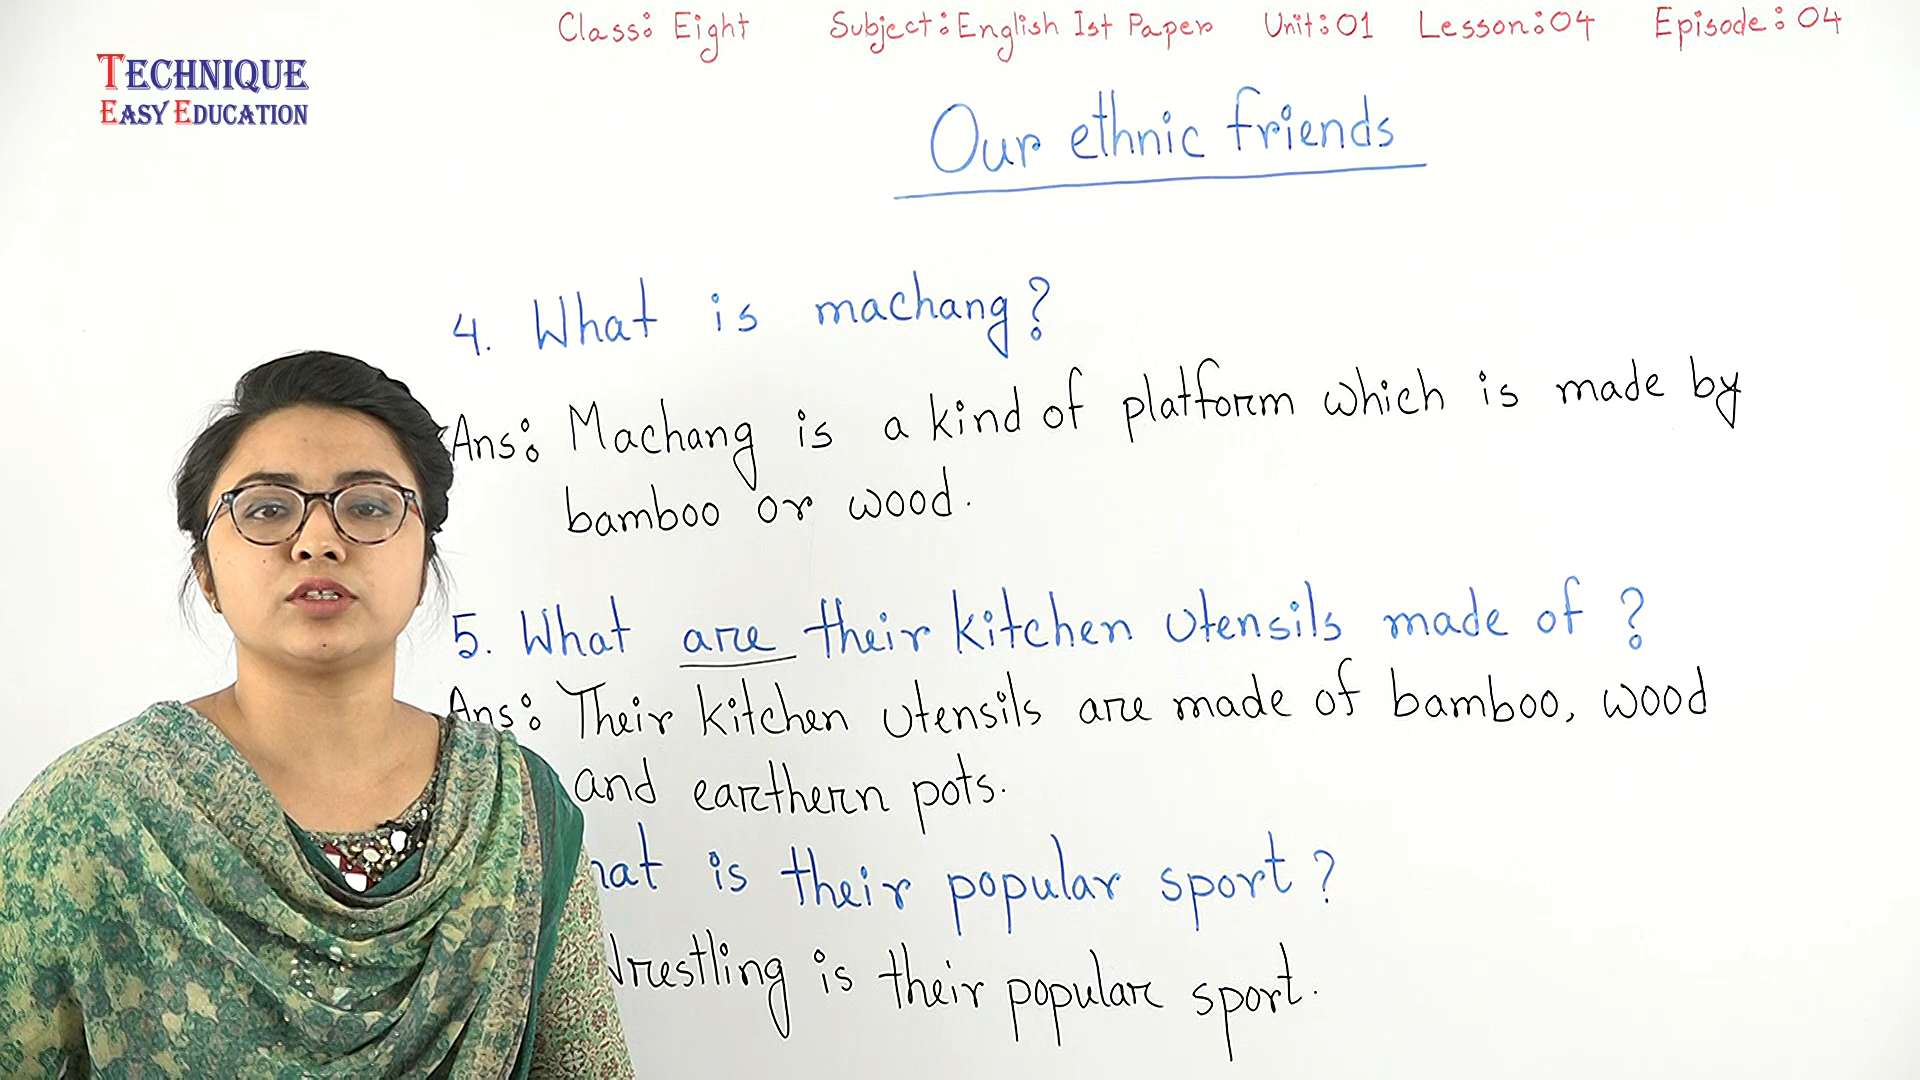 Class: Eight Subject: English 1st Paper Unit: 01 Lesson: 04 Episode: 04
TECHNIQUE
EASY EDUCATION
Our ethnic friends
4. What is machang?
Ans: Machang is a kind of platform which is made by
bamboo or wood.
5. What are their kitchen utensils made of?
Ans: Their kitchen utensils are made of bamboo, wood
and earthern pots.
is their popular sport?
is their popular sport.